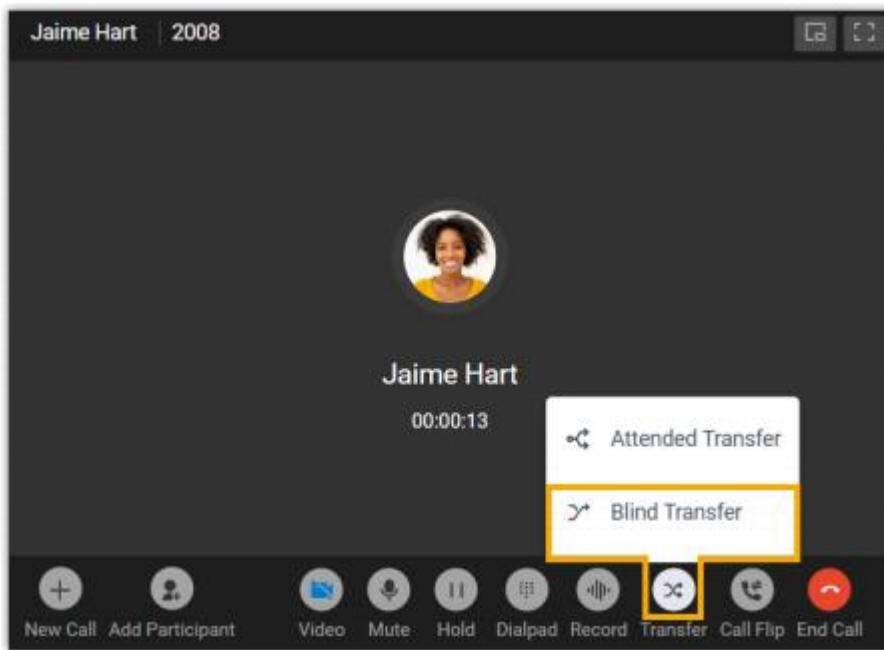 Jaime Hart 2008
Jaime Hart
00:00:13
Attended Transfer
Blind Transfer
New Call Add Participant Video Mute Hold Dialpad Record Transfer Call Flip End Call